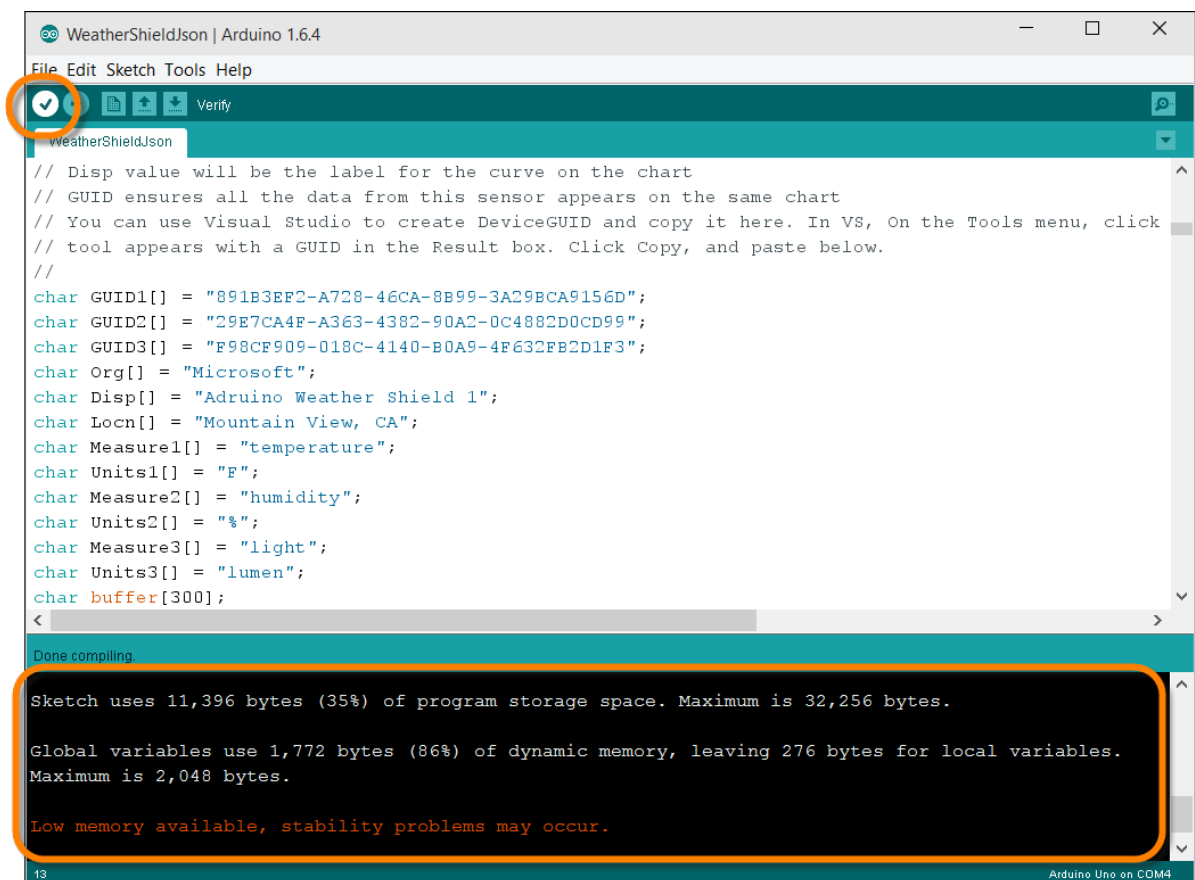 WeatherShieldJson | Arduino 1.6.4
File Edit Sketch Tools Help
Verify
WeatherShieldJson
// Disp value will be the label for the curve on the chart
// GUID ensures all the data from this sensor appears on the same chart
// You can use Visual Studio to create DeviceGUID and copy it here. In VS, On the Tools menu, click
// tool appears with a GUID in the Result box. Click Copy, and paste below.
//
char GUID1[] = "891B3EF2-A728-46CA-8B99-3A29BCA9156D";
char GUID2[] = "29E7CA4F-A363-4382-90A2-0C4882D0CD99";
char GUID3[] = "F98CF909-018C-4140-B0A9-4F632FB2D1F3";
char Org[] = "Microsoft";
char Disp[] = "Adruino Weather Shield 1";
char Locn[] = "Mountain View, CA";
char Measure1[] = "temperature";
char Units1[] = "F";
char Measure2[] = "humidity";
char Units2[] = "%";
char Measure3[] = "light";
char Units3[] = "lumen";
char buffer[300];
Done compiling.
Sketch uses 11,396 bytes (35%) of program storage space. Maximum is 32,256 bytes.
Global variables use 1,772 bytes (86%) of dynamic memory, leaving 276 bytes for local variables.
Maximum is 2,048 bytes.
Low memory available, stability problems may occur.
13 Arduino Uno on COM4